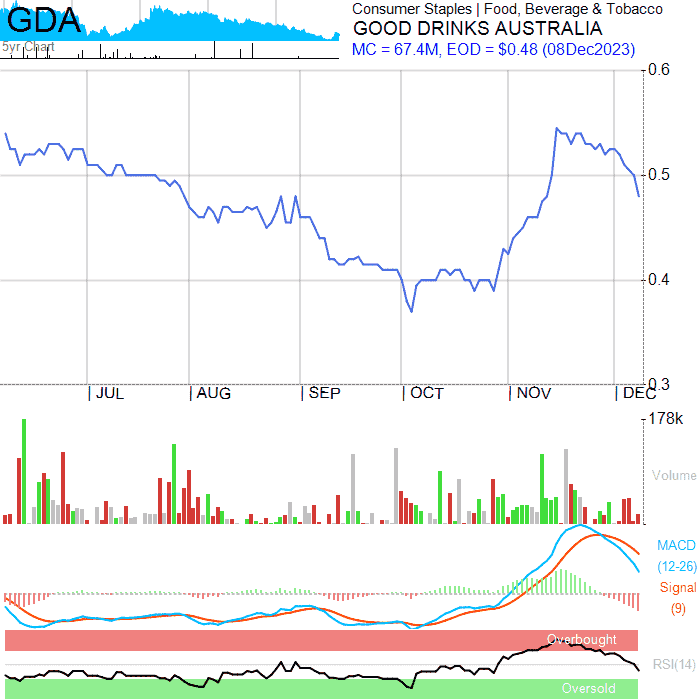 GDA
5yr Chart
Consumer Staples | Food, Beverage & Tobacco
GOOD DRINKS AUSTRALIA
MC = 67.4M, EOD = $0.48 (08Dec2023)
0.6
0.5
0.4
0.3
JUL AUG SEP OCT NOV DEC
178k
Volume
MACD
(12-26)
Signal
(9)
Overbought
RSI(14)
Oversold